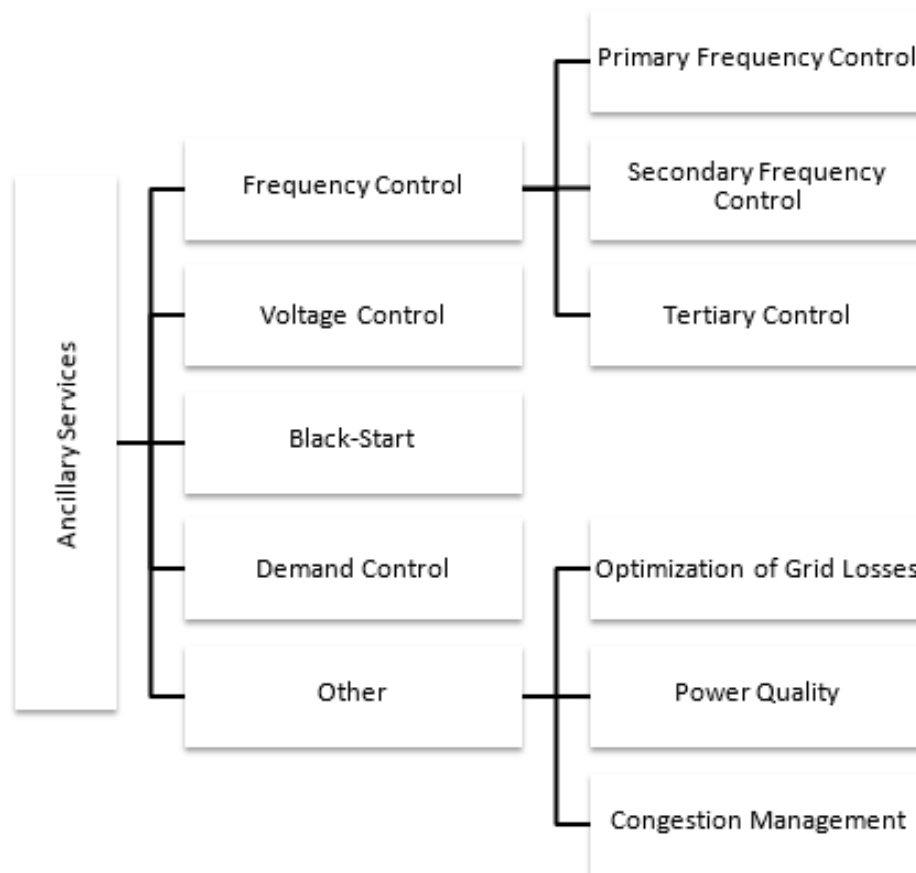 Ancillary Services
Frequency Control
Primary Frequency Control
Secondary Frequency
Control
Tertiary Control
Voltage Control
Black-Start
Demand Control
Other
Optimization of Grid Losses
Power Quality
Congestion Management